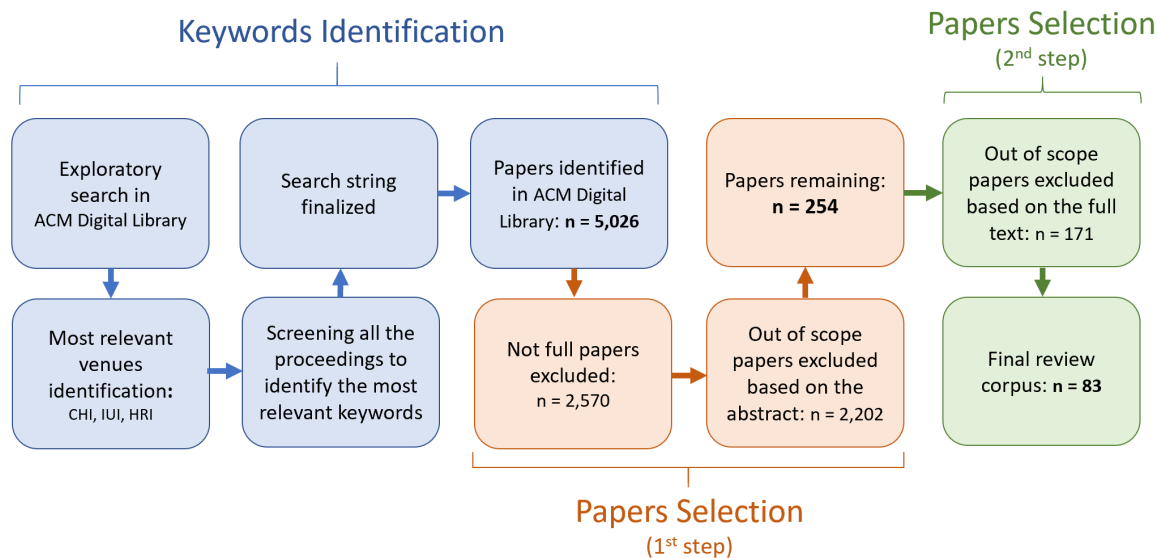 Keywords Identification
Exploratory
search in
ACM Digital Library
Most relevant
venues
identification:
CHI, IUI, HRI
Screening all the
proceedings to
identify the most
relevant keywords
Search string
finalized
Papers identified
in ACM Digital
Library: n = 5,026
Not full papers
excluded:
n = 2,570
Out of scope
papers excluded
based on the
abstract: n = 2,202
Papers remaining:
n = 254
Papers Selection
(1st step)
Papers Selection
(2nd step)
Out of scope
papers excluded
based on the full
text: n = 171
Final review
corpus: n = 83